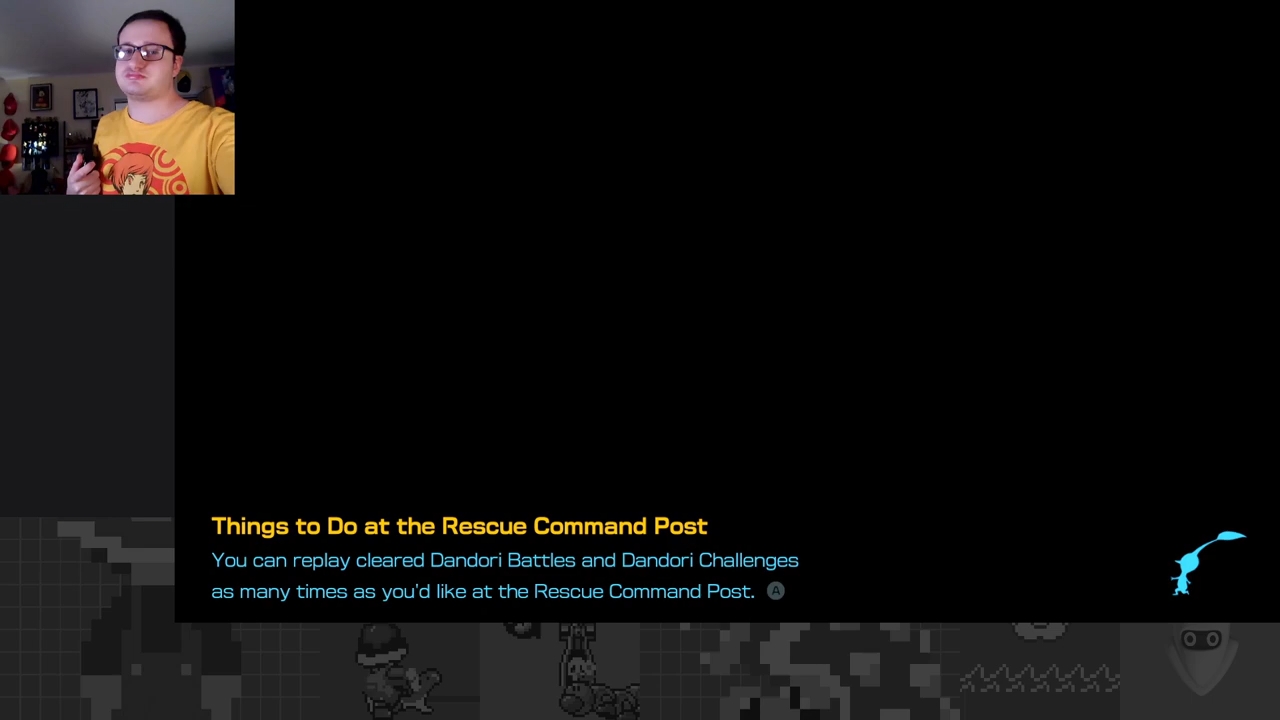 Things to Do at the Rescue Command Post
You can replay cleared Dandori Battles and Dandori Challenges
as many times as you'd like at the Rescue Command Post. A